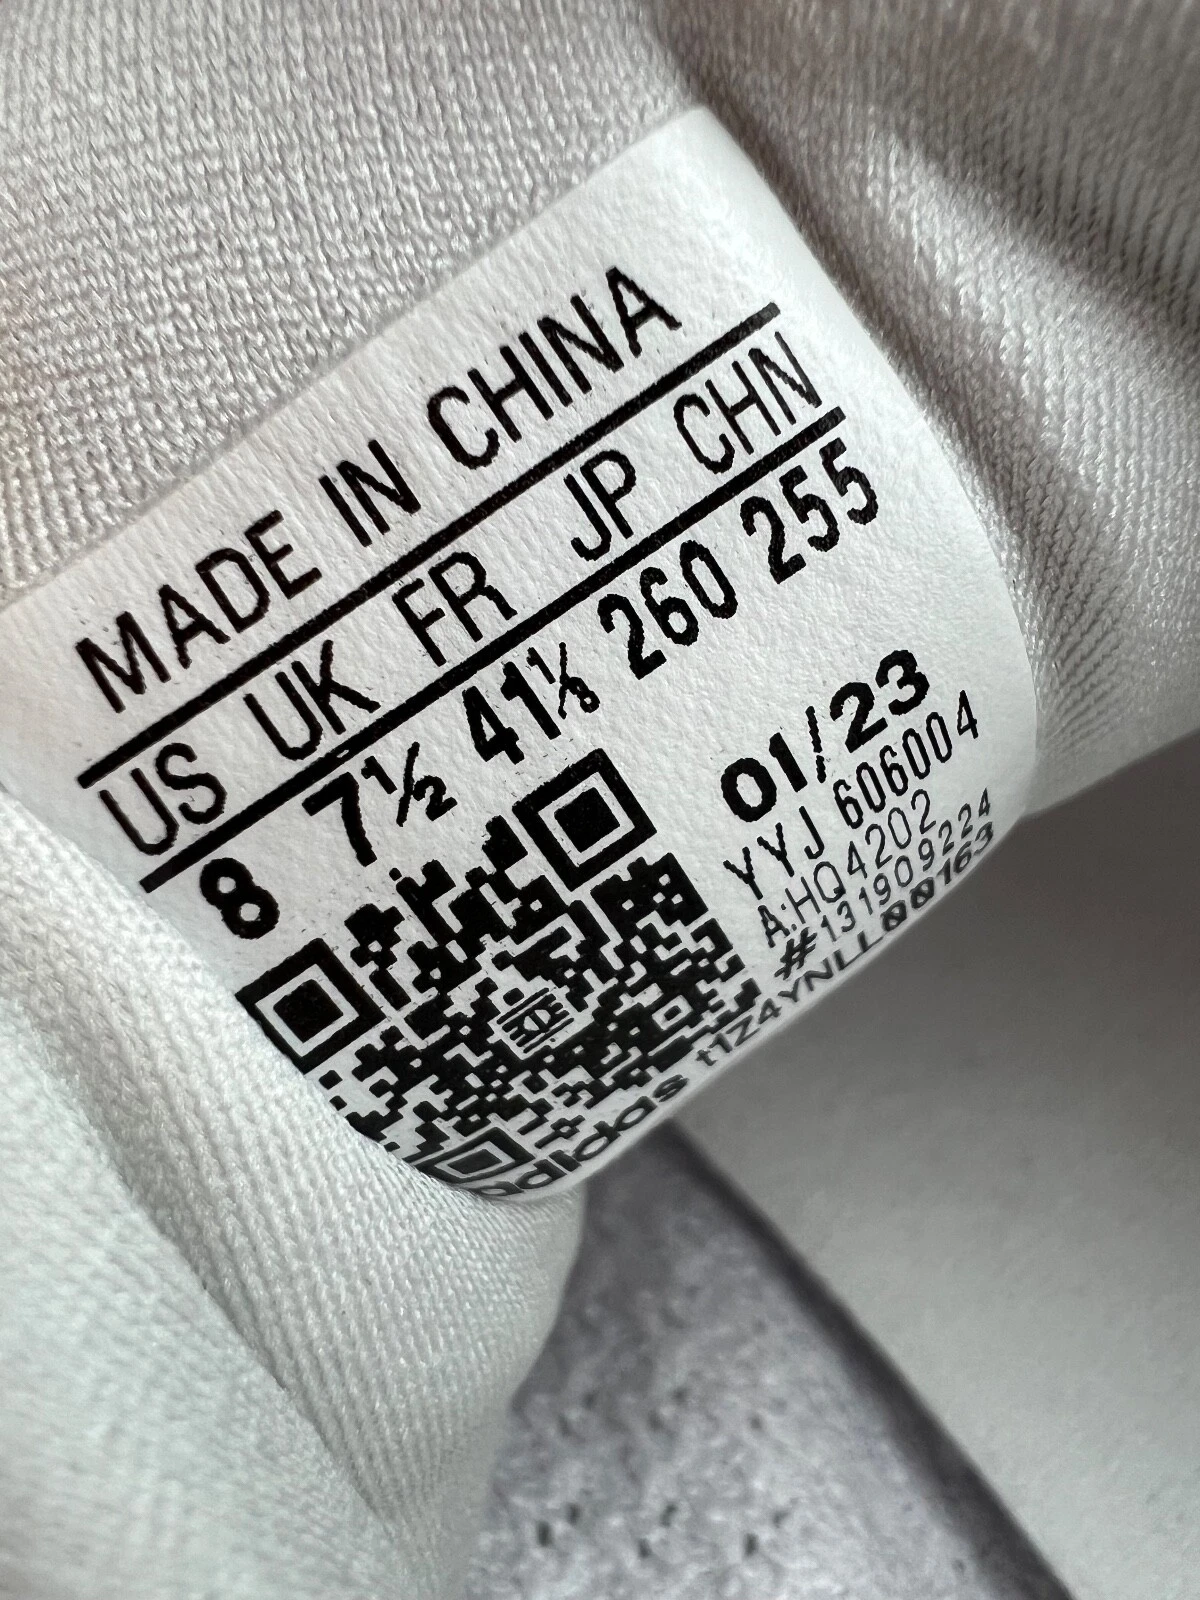 MADE IN CHINA
US UK FR JP CHN
8 7½ 41⅓ 260 255
01/23
YYJ 606004
A:HQ4202
#131909224
adidas t1Z4YNLL00163